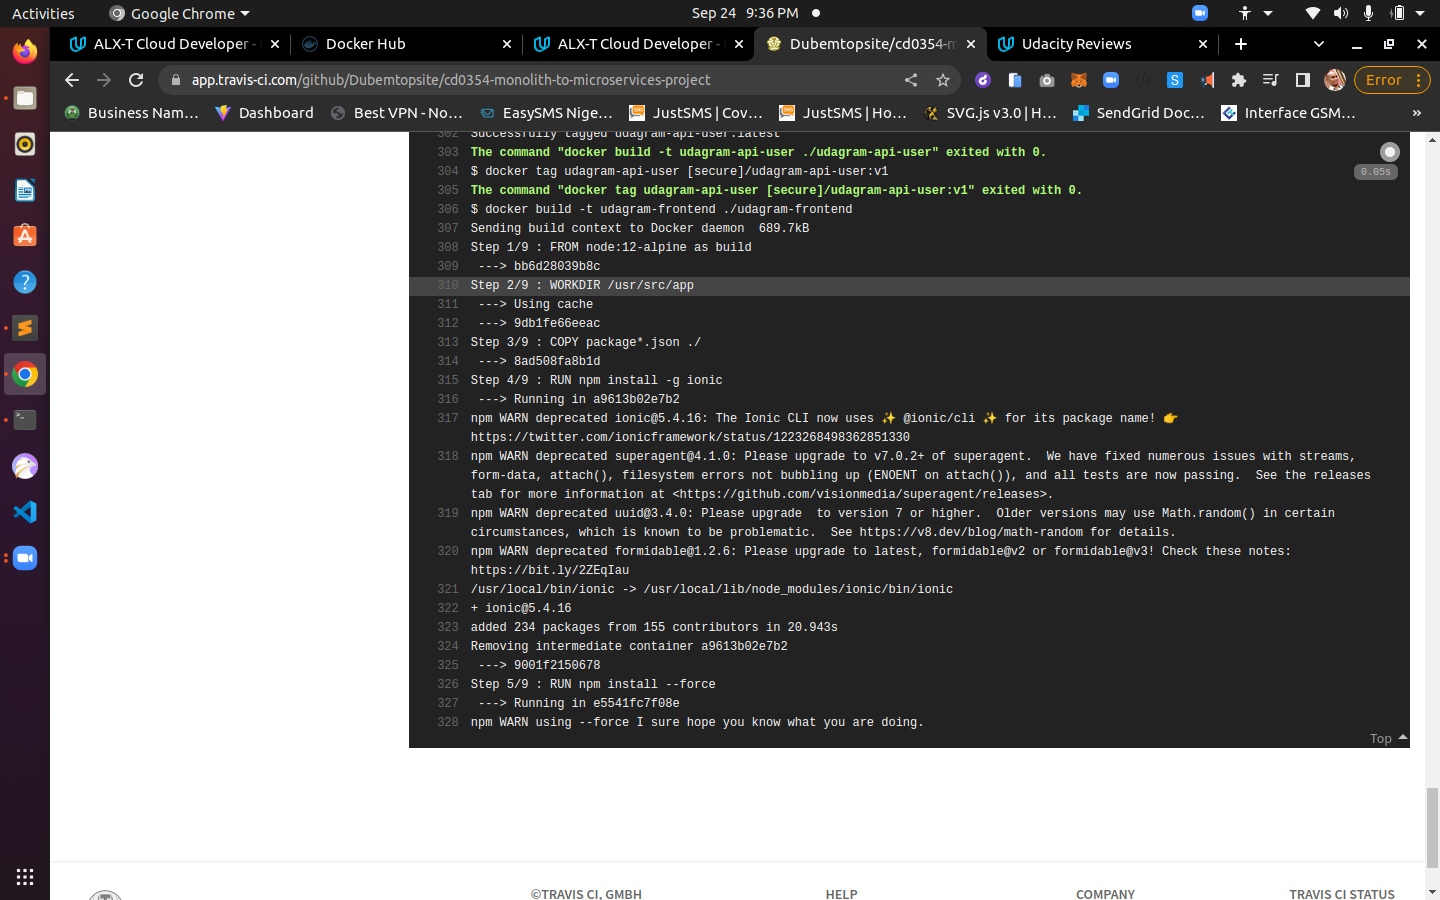 Activities
Google Chrome
Sep 24 9:36 PM
ALX-T Cloud Developer -
Docker Hub
ALX-T Cloud Developer -
Dubemtopsite/cd0354-m
Udacity Reviews
app.travis-ci.com/github/Dubemtopsite/cd0354-monolith-to-microservices-project
Error
Business Nam…
Dashboard
Best VPN - No…
EasySMS Nige…
JustSMS | Cov…
JustSMS | Ho…
SVG.js v3.0 | H…
SendGrid Doc…
Interface GSM…
»
302 Successfully tagged udagram-api-user:latest
303 The command "docker build -t udagram-api-user ./udagram-api-user" exited with 0.
304 $ docker tag udagram-api-user [secure]/udagram-api-user:v1
0.05s
305 The command "docker tag udagram-api-user [secure]/udagram-api-user:v1" exited with 0.
306 $ docker build -t udagram-frontend ./udagram-frontend
307 Sending build context to Docker daemon  689.7kB
308 Step 1/9 : FROM node:12-alpine as build
309  ---> bb6d28039b8c
310 Step 2/9 : WORKDIR /usr/src/app
311  ---> Using cache
312  ---> 9db1fe66eeac
313 Step 3/9 : COPY package*.json ./
314  ---> 8ad508fa8b1d
315 Step 4/9 : RUN npm install -g ionic
316  ---> Running in a9613b02e7b2
317 npm WARN deprecated ionic@5.4.16: The Ionic CLI now uses ✨ @ionic/cli ✨ for its package name! 👉
https://twitter.com/ionicframework/status/1223268498362851330
318 npm WARN deprecated superagent@4.1.0: Please upgrade to v7.0.2+ of superagent.  We have fixed numerous issues with streams,
form-data, attach(), filesystem errors not bubbling up (ENOENT on attach()), and all tests are now passing.  See the releases
tab for more information at <https://github.com/visionmedia/superagent/releases>.
319 npm WARN deprecated uuid@3.4.0: Please upgrade  to version 7 or higher.  Older versions may use Math.random() in certain
circumstances, which is known to be problematic.  See https://v8.dev/blog/math-random for details.
320 npm WARN deprecated formidable@1.2.6: Please upgrade to latest, formidable@v2 or formidable@v3! Check these notes:
https://bit.ly/2ZEqIau
321 /usr/local/bin/ionic -> /usr/local/lib/node_modules/ionic/bin/ionic
322 + ionic@5.4.16
323 added 234 packages from 155 contributors in 20.943s
324 Removing intermediate container a9613b02e7b2
325  ---> 9001f2150678
326 Step 5/9 : RUN npm install --force
327  ---> Running in e5541fc7f08e
328 npm WARN using --force I sure hope you know what you are doing.
Top
©TRAVIS CI, GMBH
HELP
COMPANY
TRAVIS CI STATUS